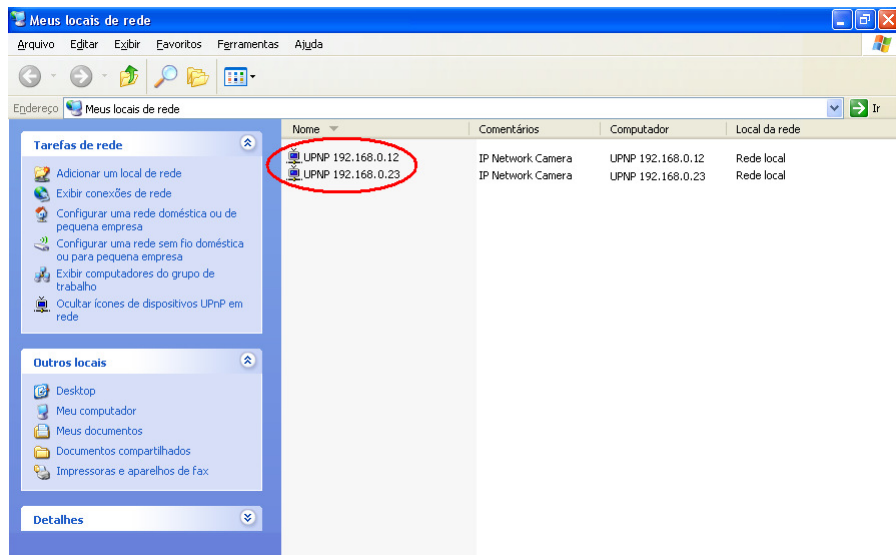 Meus locais de rede
Arquivo Editar Exibir Favoritos Ferramentas Ajuda
Endereço Meus locais de rede Ir
Tarefas de rede
Adicionar um local de rede
Exibir conexões de rede
Configurar uma rede doméstica ou de
pequena empresa
Configurar uma rede sem fio doméstica
ou para pequena empresa
Exibir computadores do grupo de
trabalho
Ocultar ícones de dispositivos UPnP em
rede
Outros locais
Desktop
Meu computador
Meus documentos
Documentos compartilhados
Impressoras e aparelhos de fax
Detalhes
Nome Comentários Computador Local da rede
UPNP 192.168.0.12 IP Network Camera UPNP 192.168.0.12 Rede local
UPNP 192.168.0.23 IP Network Camera UPNP 192.168.0.23 Rede local